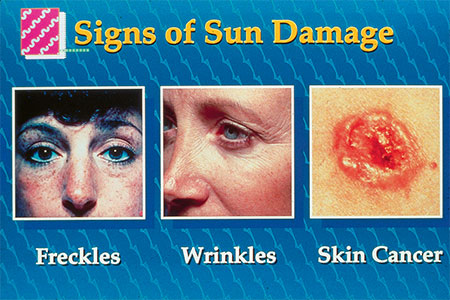 Signs of Sun Damage
Freckles
Wrinkles
Skin Cancer